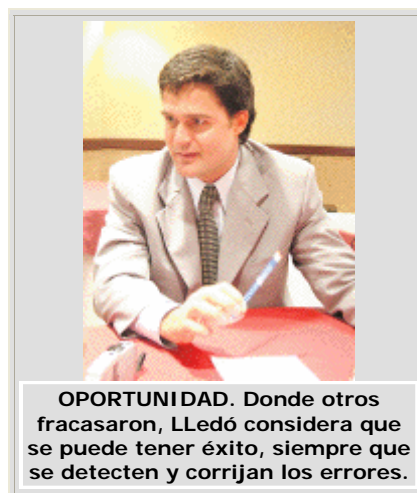 OPORTUNIDAD. Donde otros
fracasaron, LLedó considera que
se puede tener éxito, siempre que
se detecten y corrijan los errores.